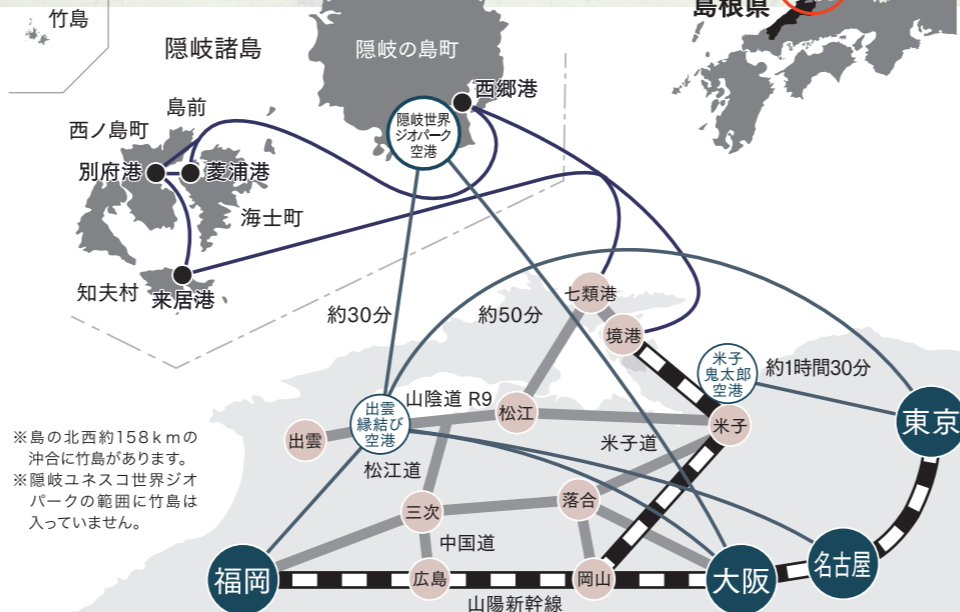 竹島
島根県
隠岐諸島
隠岐の島町
西郷港
隠岐世界
ジオパーク
空港
島前
西ノ島町
別府港
菱浦港
海士町
知夫村
来居港
約30分
約50分
七類港
境港
米子
鬼太郎
空港
約1時間30分
東京
出雲
縁結び
空港
山陰道 R9
松江
米子
出雲
米子道
松江道
三次
落合
中国道
福岡
広島
岡山
大阪
名古屋
山陽新幹線
※島の北西約158kmの
沖合に竹島があります。
※隠岐ユネスコ世界ジオ
パークの範囲に竹島は
入っていません。